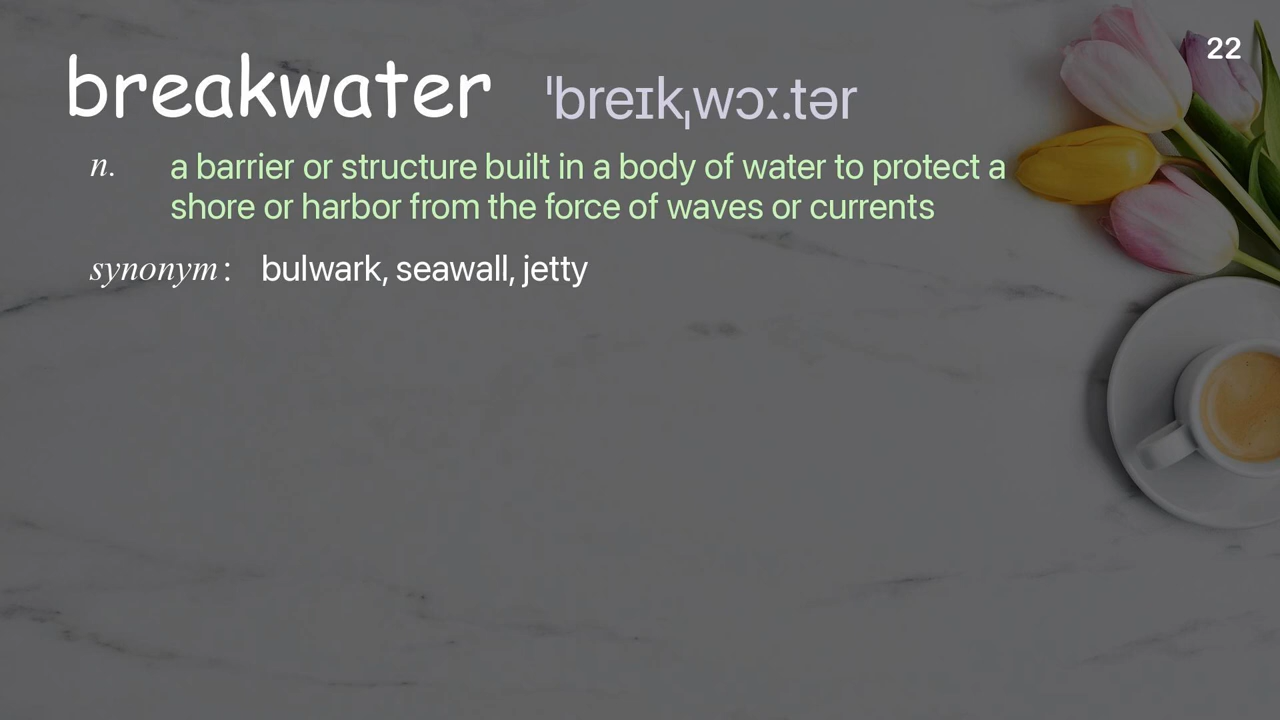 22
breakwater ˈbreɪkˌwɔː.tər
n. a barrier or structure built in a body of water to protect a
shore or harbor from the force of waves or currents
synonym: bulwark, seawall, jetty